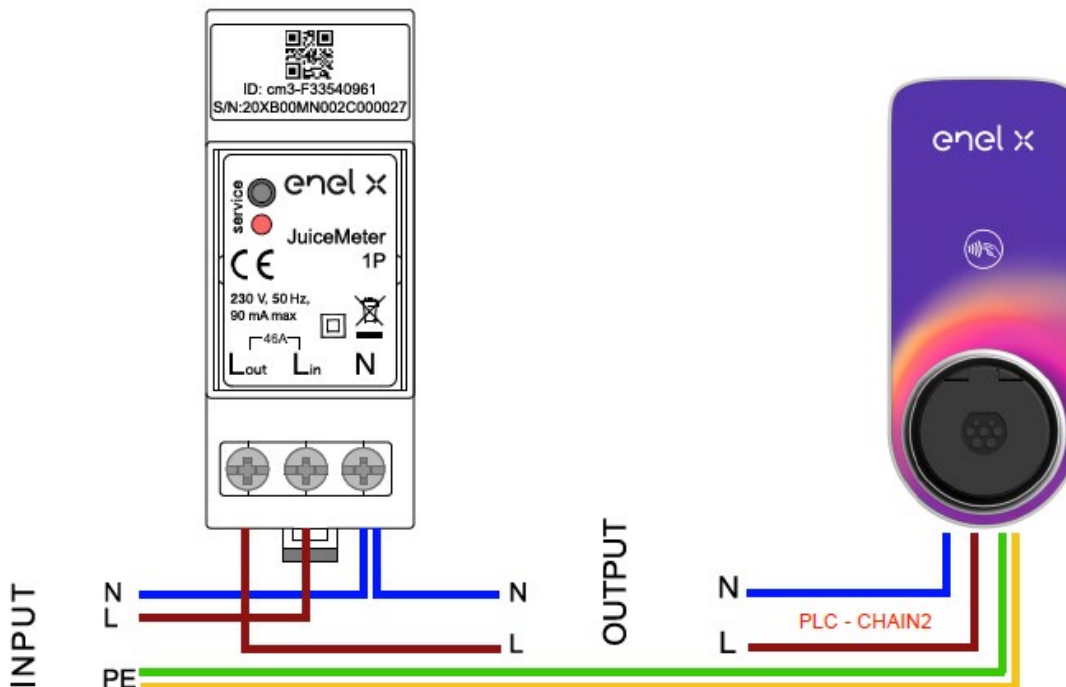 ID: cm3-F33540961
S/N:20XB00MN002C000027
service
enel x
JuiceMeter
1P
CE
230 V, 50 Hz,
90 mA max
46A
Lout Lin N
enel x
INPUT
N
L
PE
N
L
OUTPUT
N
PLC - CHAIN2
L